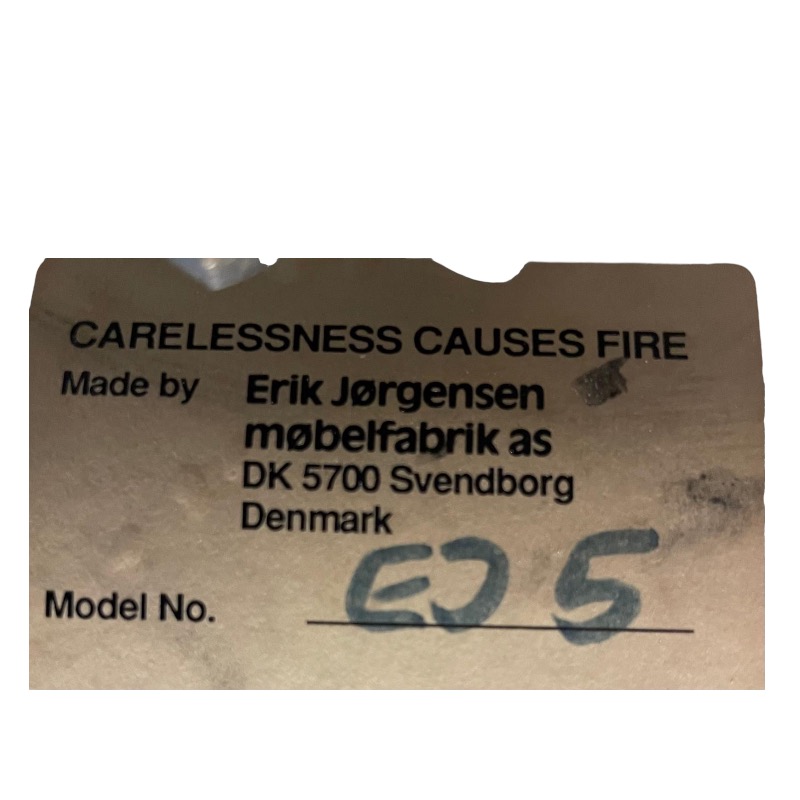 CARELESSNESS CAUSES FIRE
Made by Erik Jørgensen
møbelfabrik as
DK 5700 Svendborg
Denmark
Model No. EJ 5